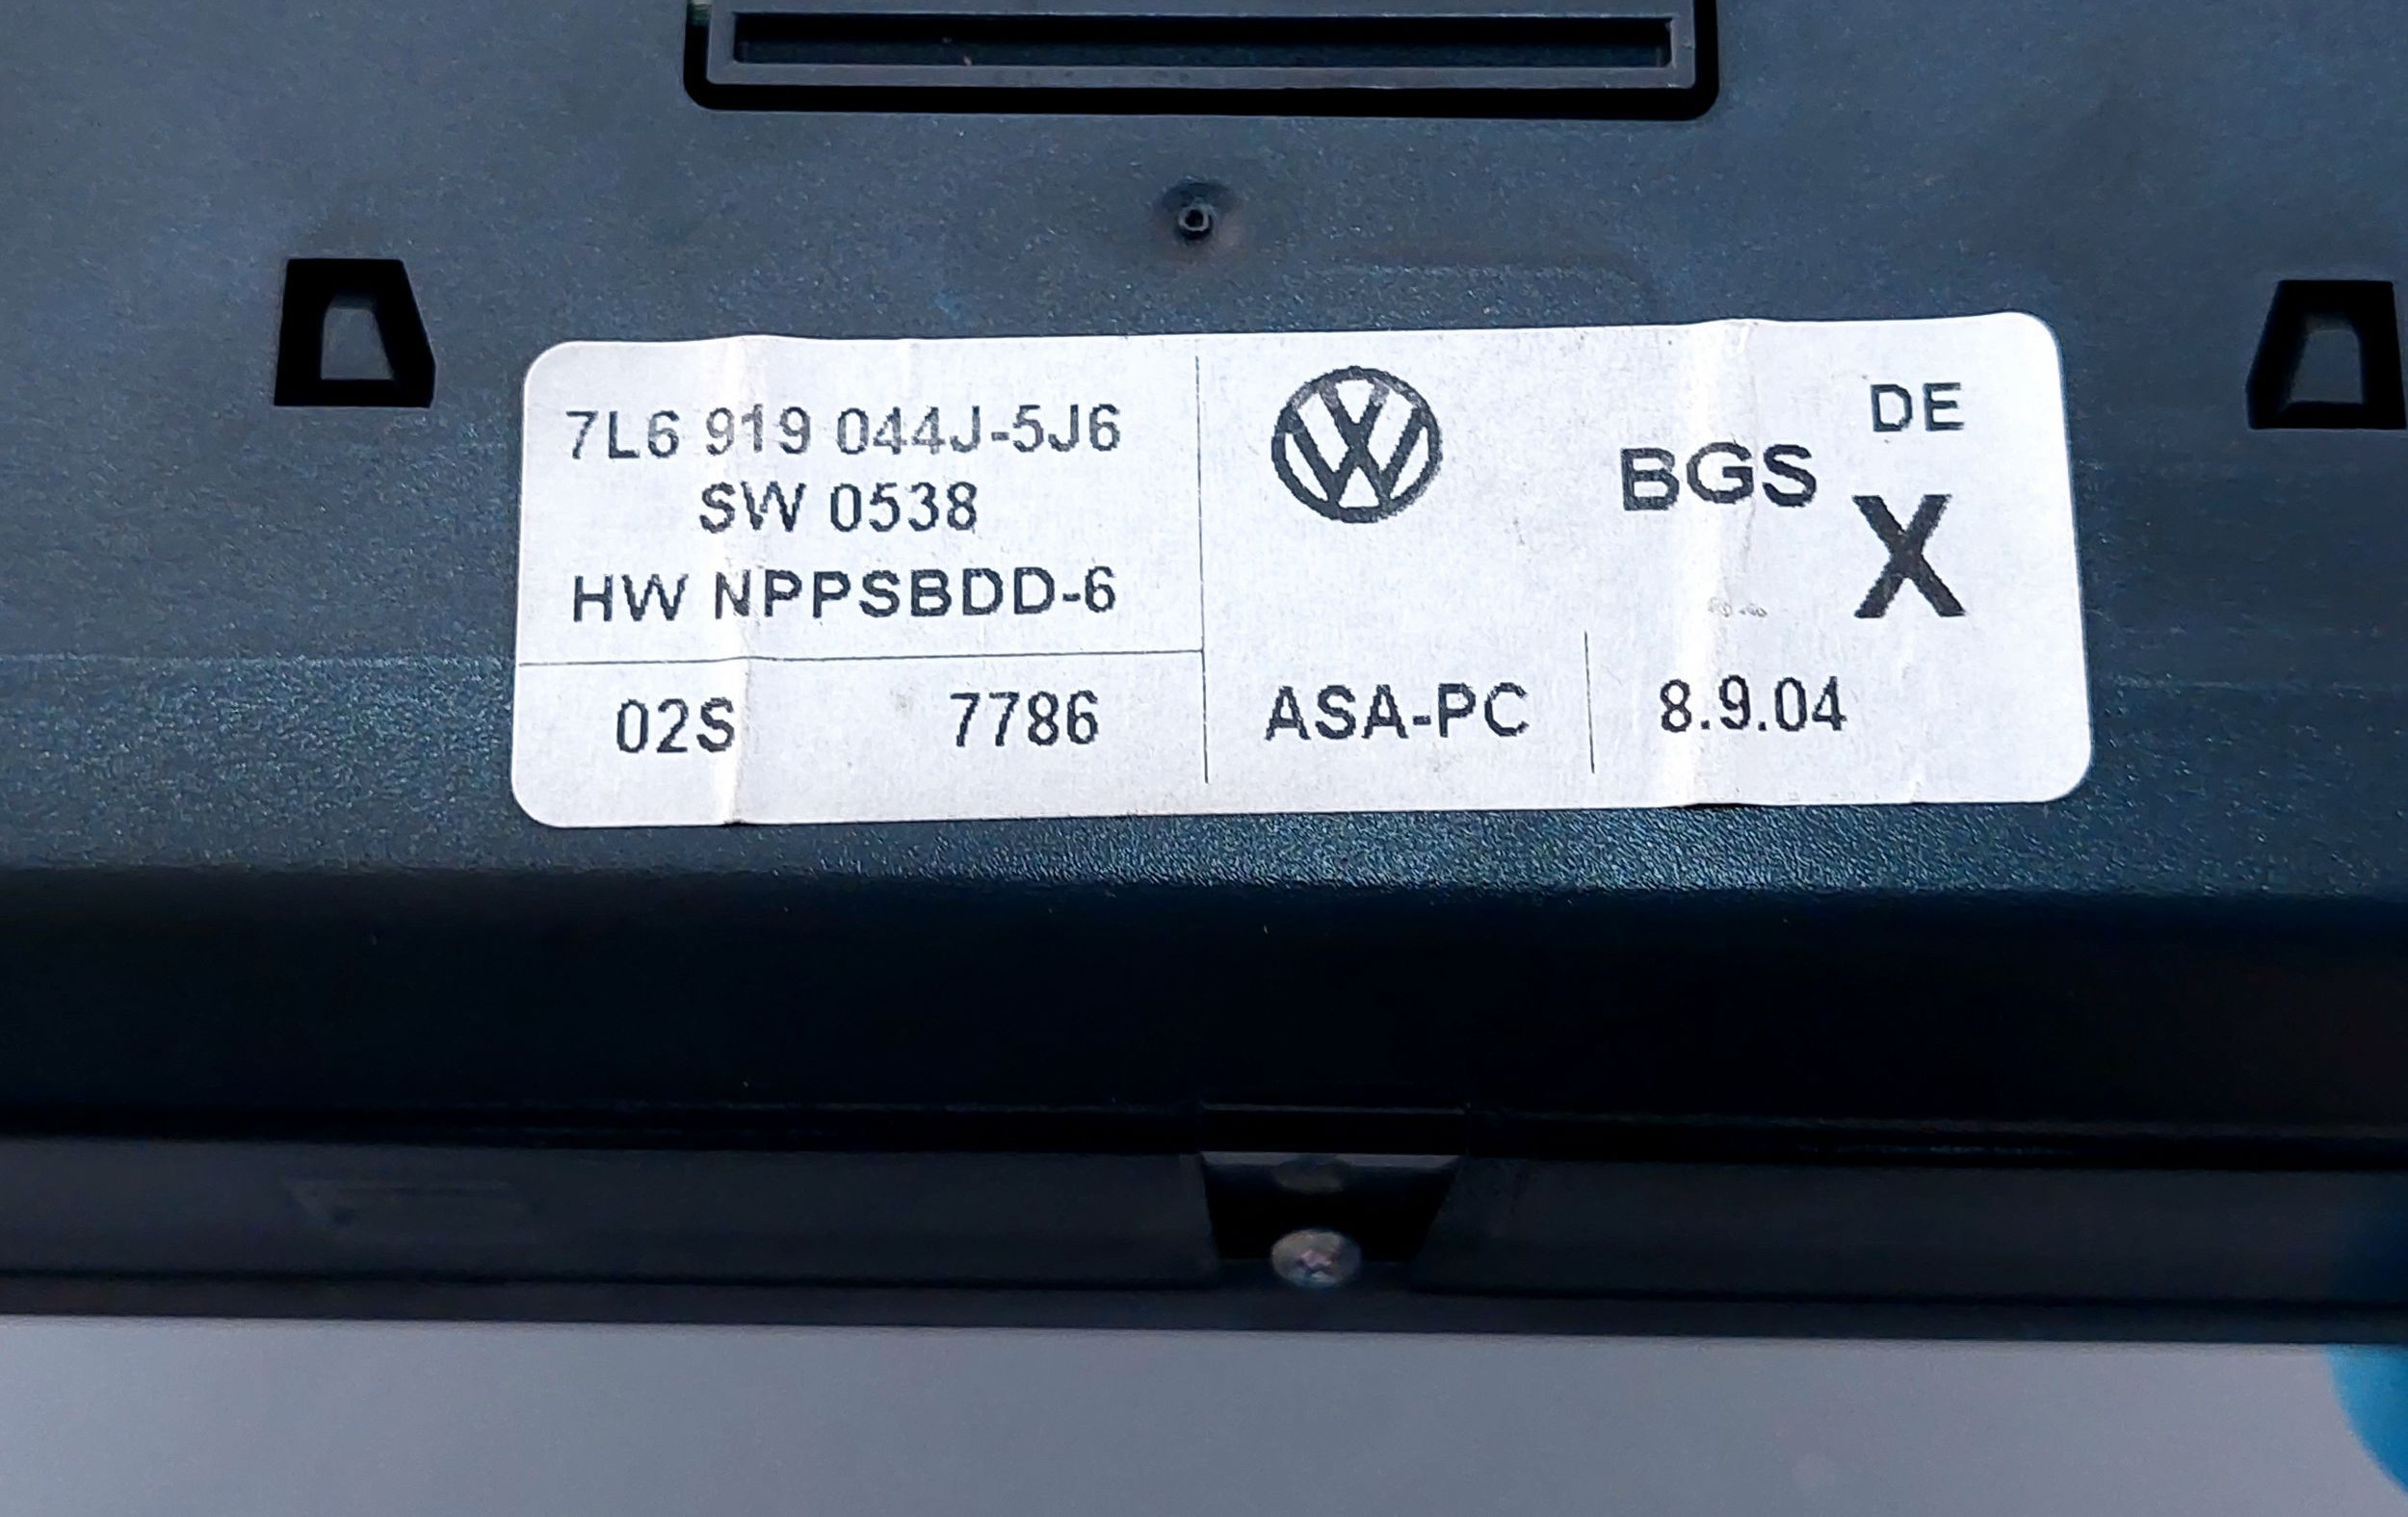 7L6 919 044J-5J6
SW 0538
HW NPPSBDD-6
02S 7786
DE
BGS
X
ASA-PC 8.9.04